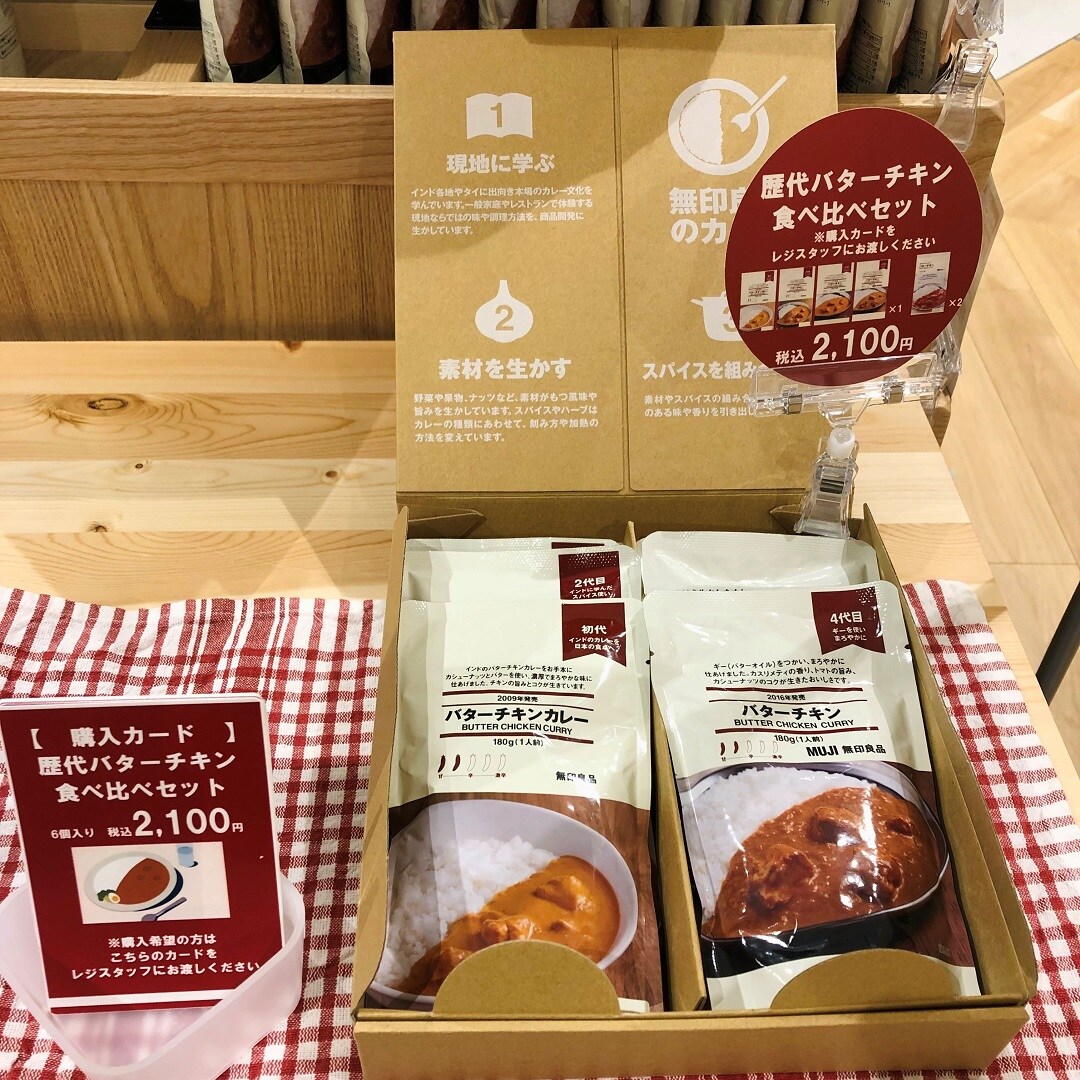 1
現地に学ぶ
インド各地やタイに出向き本場のカレー文化を
学んでいます。一般家庭やレストランで体験する
現地ならではの味や調理方法を、商品開発に
生かしています。
無印良
のカ
2
素材を生かす
野菜や果物、ナッツなど、素材がもつ風味や
旨みを生かしています。スパイスやハーブは
カレーの種類にあわせて、刻み方や加熱の
方法を変えています。
3
スパイスを組み
素材やスパイスの組み合
のある味や香りを引き出
歴代バターチキン
食べ比べセット
※購入カードを
レジスタッフにお渡しください
×1
×2
税込 2,100円
2代目
インドに学んだ
スパイス使い
初代
インドのカレーを
日本の食卓へ
インドのバターチキンカレーをお手本に
カシューナッツとバターを使い、濃厚でまろやかな味に
仕あげました。チキンの旨みとコクが生きています。
2009年発売
バターチキンカレー
BUTTER CHICKEN CURRY
180g(1人前)
甘 辛 激辛
無印良品
4代目
ギーを使い
まろやかに
ギー(バターオイル)をつかい、まろやかに
仕あげました。カスリメティの香り、トマトの旨み、
カシューナッツのコクが生きたおいしさです。
2016年発売
バターチキン
BUTTER CHICKEN CURRY
180g(1人前)
甘 辛 激辛
MUJI 無印良品
【 購入カード 】
歴代バターチキン
食べ比べセット
6個入り 税込2,100円
※購入希望の方は
こちらのカードを
レジスタッフにお渡しください